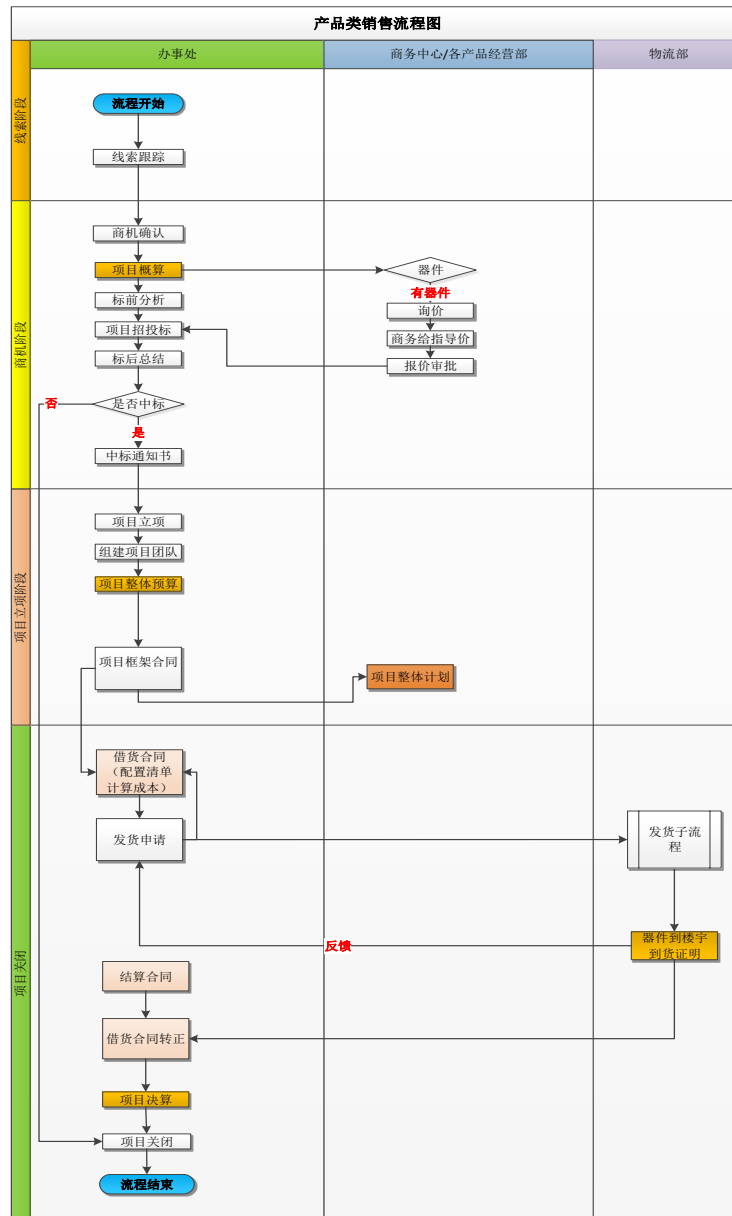 产品类销售流程图
办事处
商务中心/各产品经营部
物流部
线索阶段
流程开始
线索跟踪
商机阶段
商机确认
项目概算
器件
有器件
标前分析
询价
项目招投标
商务给指导价
标后总结
报价审批
否
是否中标
是
中标通知书
项目立项阶段
项目立项
组建项目团队
项目整体预算
项目框架合同
项目整体计划
项目关闭
借货合同
（配置清单
计算成本）
发货申请
发货子流
程
反馈
器件到楼宇
到货证明
结算合同
借货合同转正
项目决算
项目关闭
流程结束